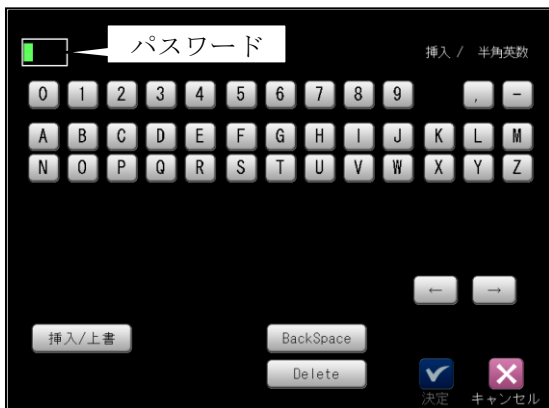 パスワード
挿入 / 半角英数
0 1 2 3 4 5 6 7 8 9 , -
A B C D E F G H I J K L M
N O P Q R S T U V W X Y Z
← →
挿入/上書 BackSpace
Delete
決定 キャンセル